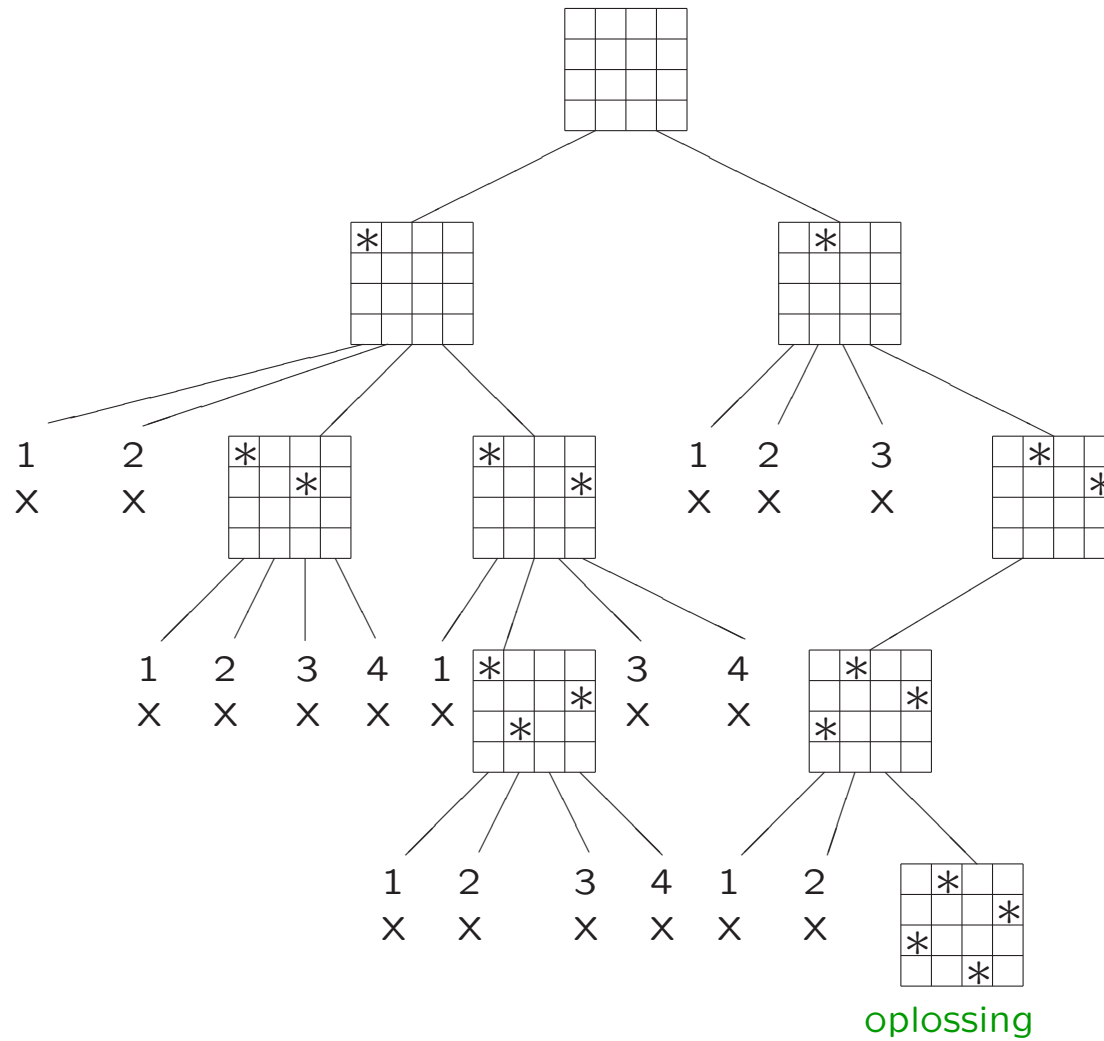 *
*
1 2 * * 1 2 3 *
X X * * X X X *
1 2 3 4 1 * 3 4 *
X X X X X * X X *
* *
1 2 3 4 1 2 *
X X X X X X *
*
*
oplossing